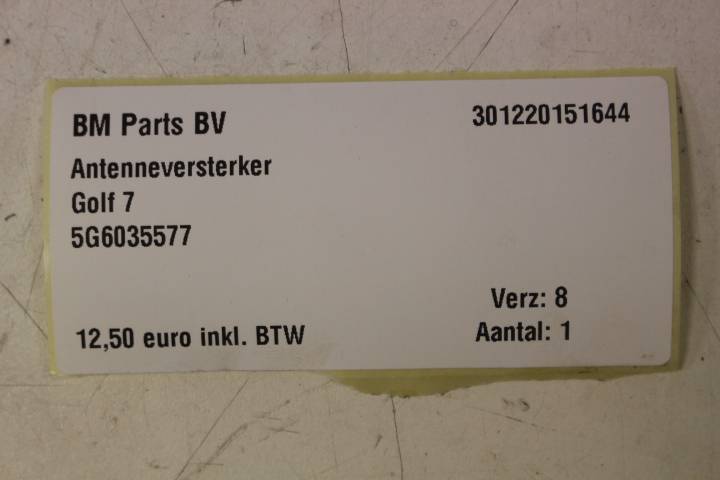 BM Parts BV 301220151644
Antenneversterker
Golf 7
5G6035577
Verz: 8
12,50 euro inkl. BTW Aantal: 1